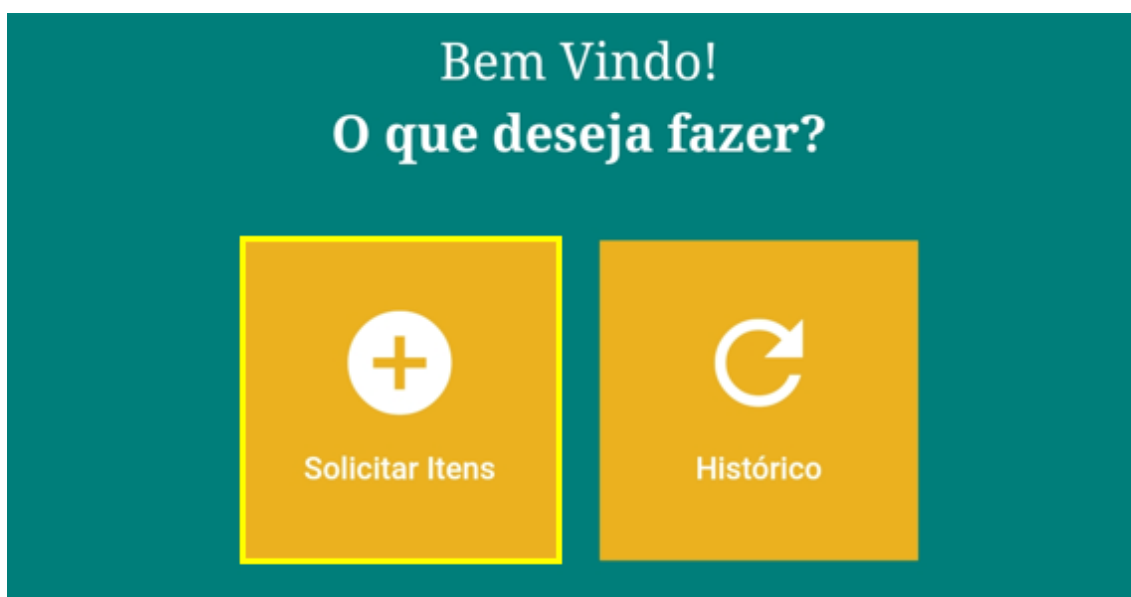 Bem Vindo!
O que deseja fazer?
Solicitar Itens
Histórico